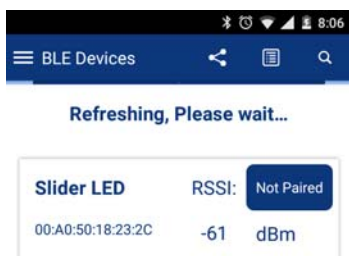 8:06
BLE Devices
Refreshing, Please wait...
Slider LED RSSI: Not Paired
00:A0:50:18:23:2C -61 dBm